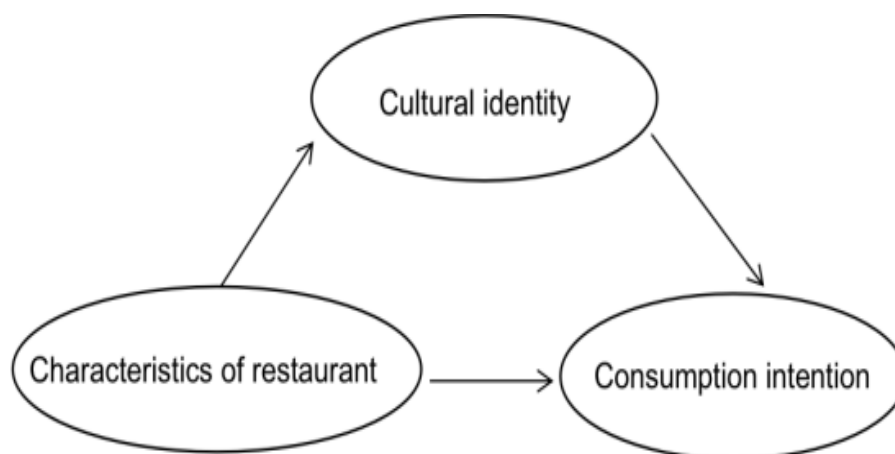 Cultural identity
Characteristics of restaurant
Consumption intention